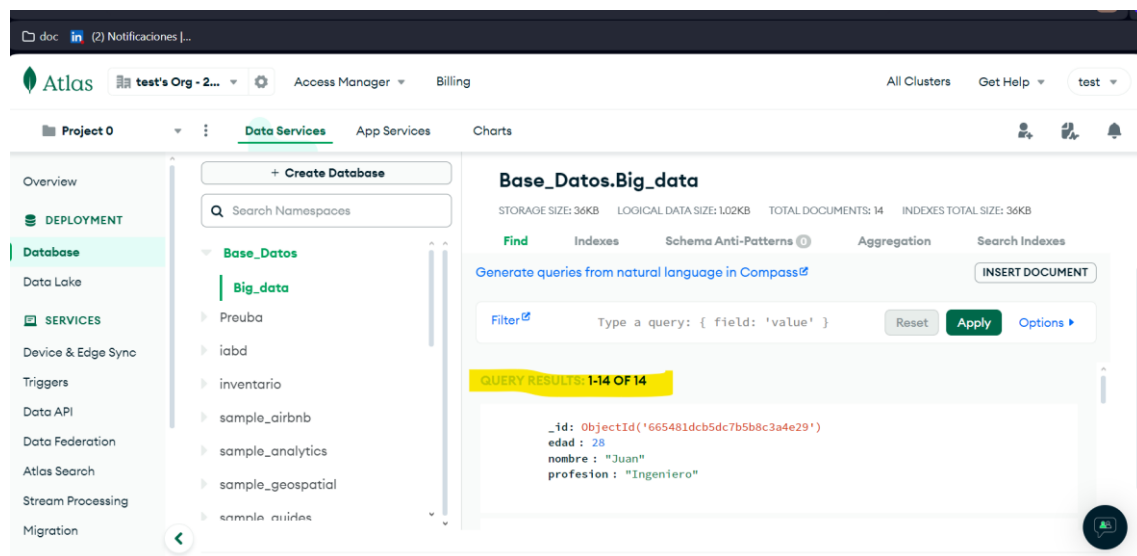 doc (2) Notificaciones |...
Atlas test's Org - 2... Access Manager Billing All Clusters Get Help test
Project 0 Data Services App Services Charts
Overview
DEPLOYMENT
Database
Data Lake
SERVICES
Device & Edge Sync
Triggers
Data API
Data Federation
Atlas Search
Stream Processing
Migration
+ Create Database
Search Namespaces
Base_Datos
Big_data
Preuba
iabd
inventario
sample_airbnb
sample_analytics
sample_geospatial
sample_guides
Base_Datos.Big_data
STORAGE SIZE: 36KB LOGICAL DATA SIZE: 1.02KB TOTAL DOCUMENTS: 14 INDEXES TOTAL SIZE: 36KB
Find Indexes Schema Anti-Patterns 0 Aggregation Search Indexes
Generate queries from natural language in Compass INSERT DOCUMENT
Filter Type a query: { field: 'value' } Reset Apply Options
QUERY RESULTS: 1-14 OF 14
_id: ObjectId('665481dcb5dc7b5b8c3a4e29')
edad : 28
nombre : "Juan"
profesion : "Ingeniero"